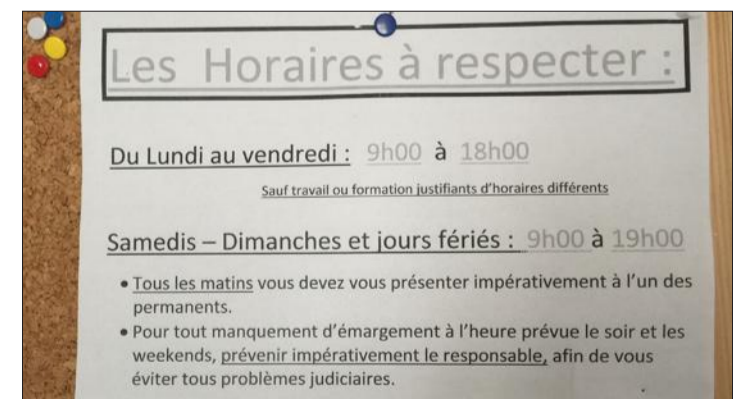 Les Horaires à respecter :
Du Lundi au vendredi : 9h00 à 18h00
Sauf travail ou formation justifiants d'horaires différents
Samedis – Dimanches et jours fériés : 9h00 à 19h00
• Tous les matins vous devez vous présenter impérativement à l'un des
permanents.
• Pour tout manquement d'émargement à l'heure prévue le soir et les
weekends, prévenir impérativement le responsable, afin de vous
éviter tous problèmes judiciaires.